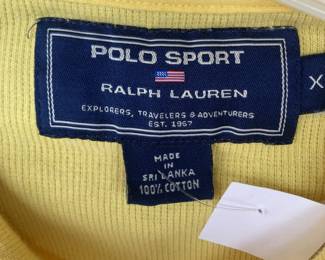 POLO SPORT
RALPH LAUREN
EXPLORERS, TRAVELERS & ADVENTURERS
EST. 1967
X
MADE
IN
SRI LANKA
100% COTTON